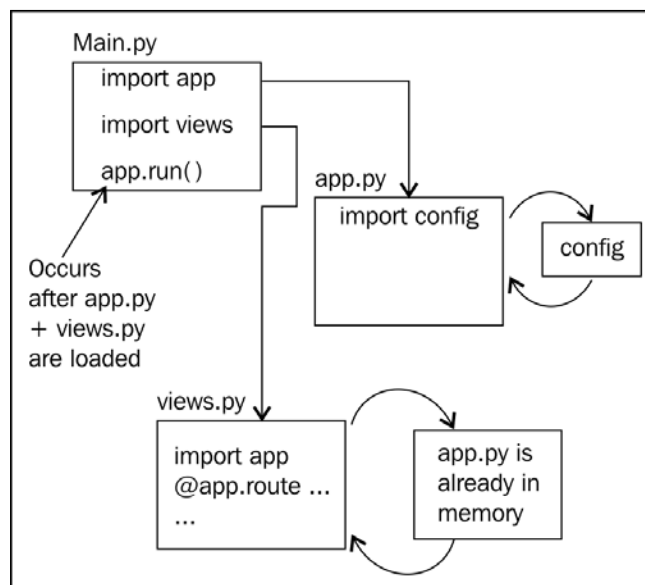 Main.py
import app
import views
app.run()
Occurs
after app.py
+ views.py
are loaded
app.py
import config
config
views.py
import app
@app.route ...
...
app.py is
already in
memory